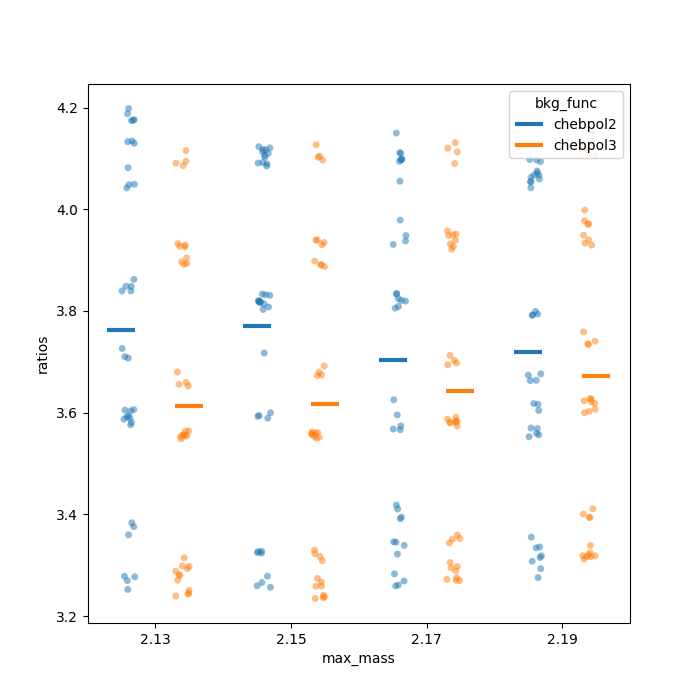 bkg_func
chebpol2
chebpol3
4.2
4.0
3.8
3.6
3.4
3.2
ratios
2.13
2.15
2.17
2.19
max_mass